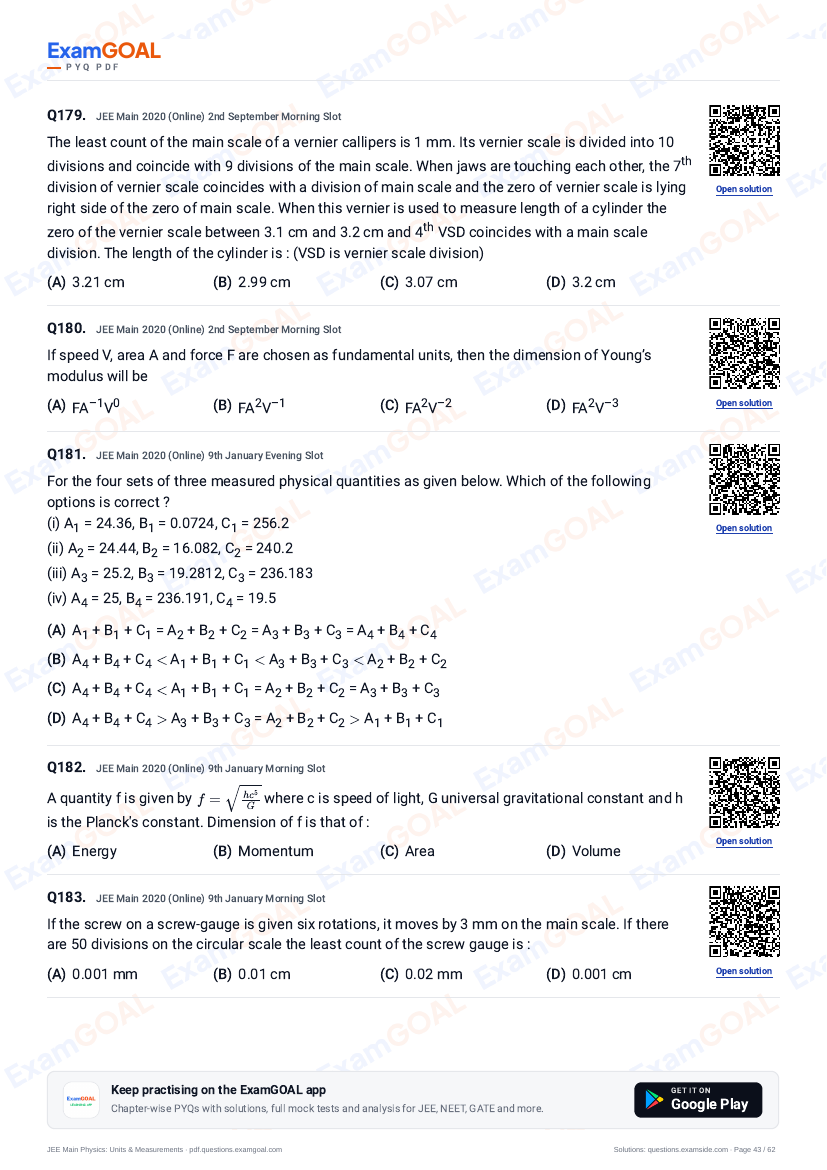 ExamGOAL
PYQ PDF
Q179. JEE Main 2020 (Online) 2nd September Morning Slot
The least count of the main scale of a vernier callipers is 1 mm. Its vernier scale is divided into 10
divisions and coincide with 9 divisions of the main scale. When jaws are touching each other, the 7th
division of vernier scale coincides with a division of main scale and the zero of vernier scale is lying
right side of the zero of main scale. When this vernier is used to measure length of a cylinder the
zero of the vernier scale between 3.1 cm and 3.2 cm and 4th VSD coincides with a main scale
division. The length of the cylinder is : (VSD is vernier scale division)
(A) 3.21 cm (B) 2.99 cm (C) 3.07 cm (D) 3.2 cm
Open solution
Q180. JEE Main 2020 (Online) 2nd September Morning Slot
If speed V, area A and force F are chosen as fundamental units, then the dimension of Young's
modulus will be
(A) FA⁻¹V⁰ (B) FA²V⁻¹ (C) FA²V⁻² (D) FA²V⁻³
Open solution
Q181. JEE Main 2020 (Online) 9th January Evening Slot
For the four sets of three measured physical quantities as given below. Which of the following
options is correct ?
(i) A₁ = 24.36, B₁ = 0.0724, C₁ = 256.2
(ii) A₂ = 24.44, B₂ = 16.082, C₂ = 240.2
(iii) A₃ = 25.2, B₃ = 19.2812, C₃ = 236.183
(iv) A₄ = 25, B₄ = 236.191, C₄ = 19.5
(A) A₁ + B₁ + C₁ = A₂ + B₂ + C₂ = A₃ + B₃ + C₃ = A₄ + B₄ + C₄
(B) A₄ + B₄ + C₄ < A₁ + B₁ + C₁ < A₃ + B₃ + C₃ < A₂ + B₂ + C₂
(C) A₄ + B₄ + C₄ < A₁ + B₁ + C₁ = A₂ + B₂ + C₂ = A₃ + B₃ + C₃
(D) A₄ + B₄ + C₄ > A₃ + B₃ + C₃ = A₂ + B₂ + C₂ > A₁ + B₁ + C₁
Open solution
Q182. JEE Main 2020 (Online) 9th January Morning Slot
A quantity f is given by f = √(hc⁵/G) where c is speed of light, G universal gravitational constant and h
is the Planck's constant. Dimension of f is that of :
(A) Energy (B) Momentum (C) Area (D) Volume
Open solution
Q183. JEE Main 2020 (Online) 9th January Morning Slot
If the screw on a screw-gauge is given six rotations, it moves by 3 mm on the main scale. If there
are 50 divisions on the circular scale the least count of the screw gauge is :
(A) 0.001 mm (B) 0.01 cm (C) 0.02 mm (D) 0.001 cm
Open solution
ExamGOAL
Keep practising on the ExamGOAL app
Chapter-wise PYQs with solutions, full mock tests and analysis for JEE, NEET, GATE and more.
GET IT ON
Google Play
JEE Main Physics: Units & Measurements · pdf.questions.examgoal.com
Solutions: questions.examside.com · Page 43 / 62